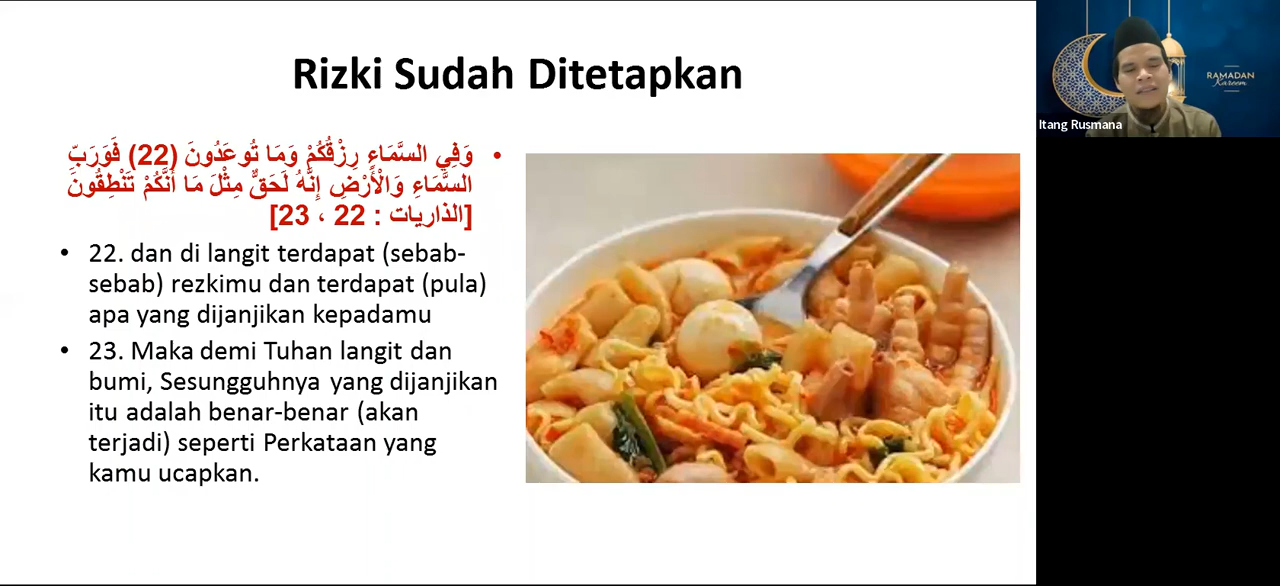 Rizki Sudah Ditetapkan
• وَفِي السَّمَاءِ رِزْقُكُمْ وَمَا تُوعَدُونَ (22) فَوَرَبِّ
السَّمَاءِ وَالْأَرْضِ إِنَّهُ لَحَقٌّ مِثْلَ مَا أَنَّكُمْ تَنْطِقُونَ
[الذاريات : 22 ، 23]
• 22. dan di langit terdapat (sebab-
sebab) rezkimu dan terdapat (pula)
apa yang dijanjikan kepadamu
• 23. Maka demi Tuhan langit dan
bumi, Sesungguhnya yang dijanjikan
itu adalah benar-benar (akan
terjadi) seperti Perkataan yang
kamu ucapkan.
RAMADAN
Kareem
Itang Rusmana